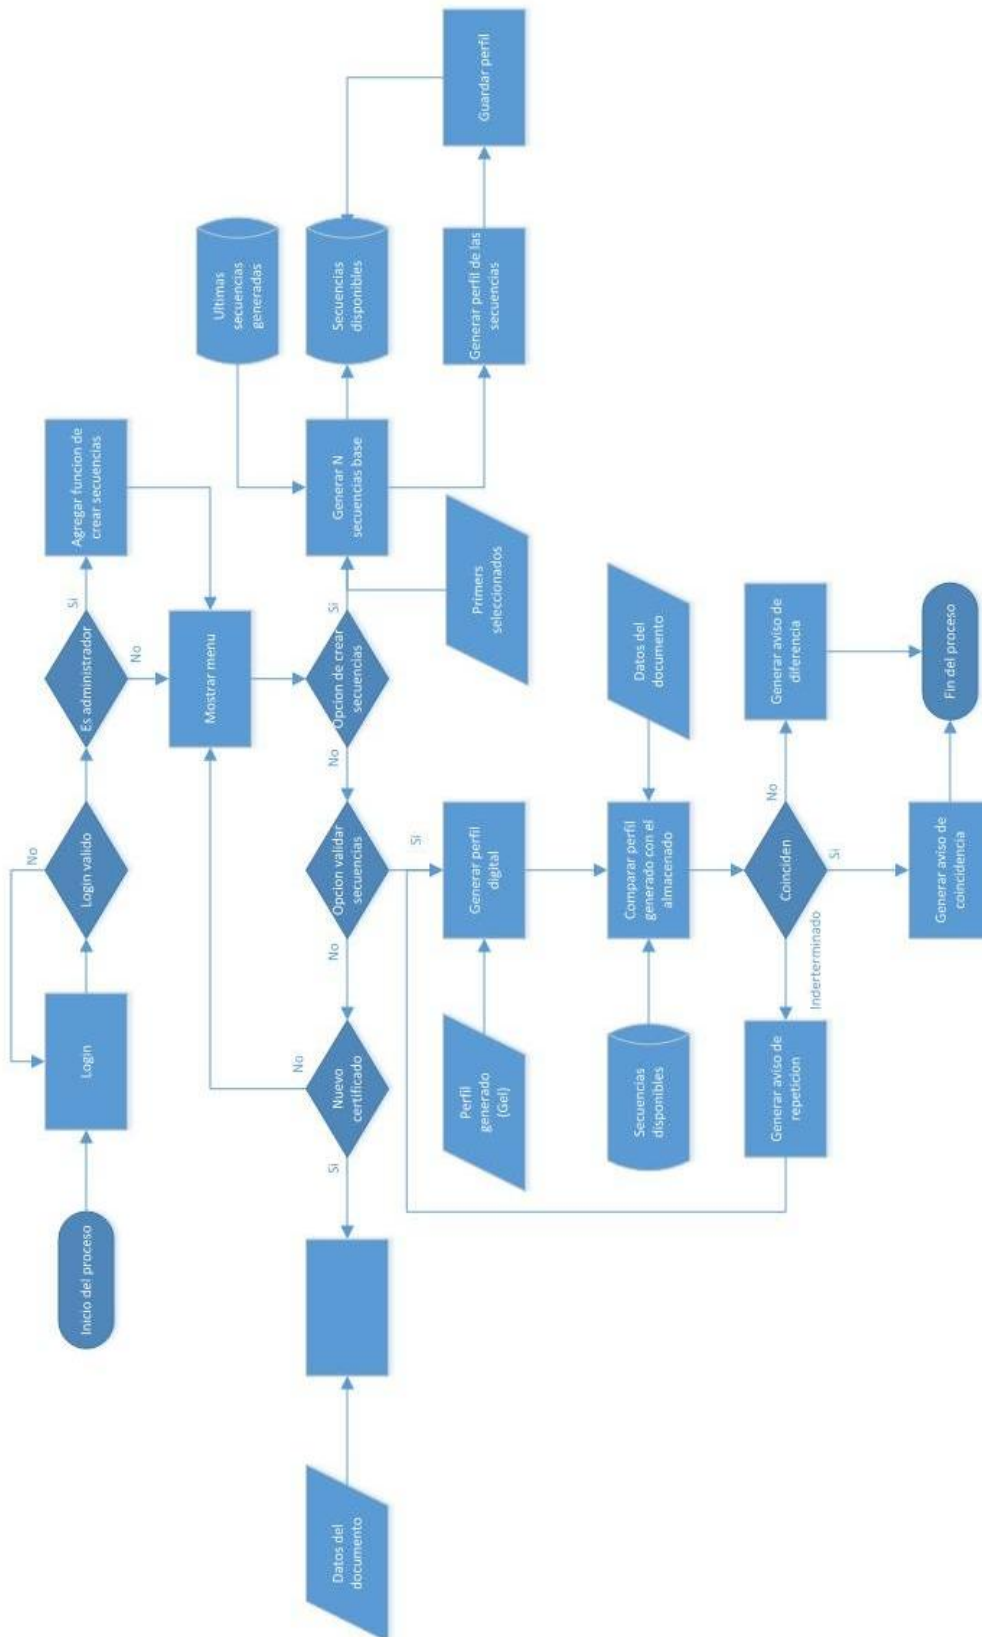 Inicio del proceso
Login
Login valido
No
Es administrador
Si
No
Agregar funcion de
crear secuencias
Mostrar menu
Ultimas
secuencias
generadas
Datos del
documento
Si
Nuevo
certificado
No
No
Opcion validar
secuencias
No
Si
Opcion de crear
secuencias
Si
Generar N
secuencias base
Secuencias
disponibles
Perfil
generado
(Gel)
Generar perfil
digital
Primers
seleccionados
Generar perfil de las
secuencias
Guardar perfil
Secuencias
disponibles
Comparar perfil
generado con el
almacenado
Datos del
documento
Generar aviso de
repeticion
Inderterminado
Coinciden
No
Si
Generar aviso de
diferencia
Generar aviso de
coincidencia
Fin del proceso